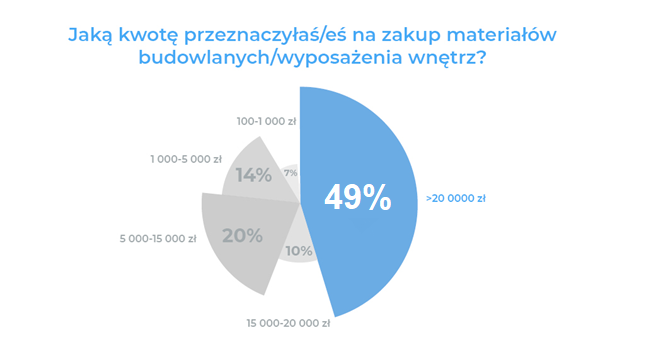 Jaką kwotę przeznaczyłaś/eś na zakup materiałów
budowlanych/wyposażenia wnętrz?
100-1 000 zł
7%
1 000-5 000 zł
14%
49%
>20 0000 zł
5 000-15 000 zł
20%
10%
15 000-20 000 zł